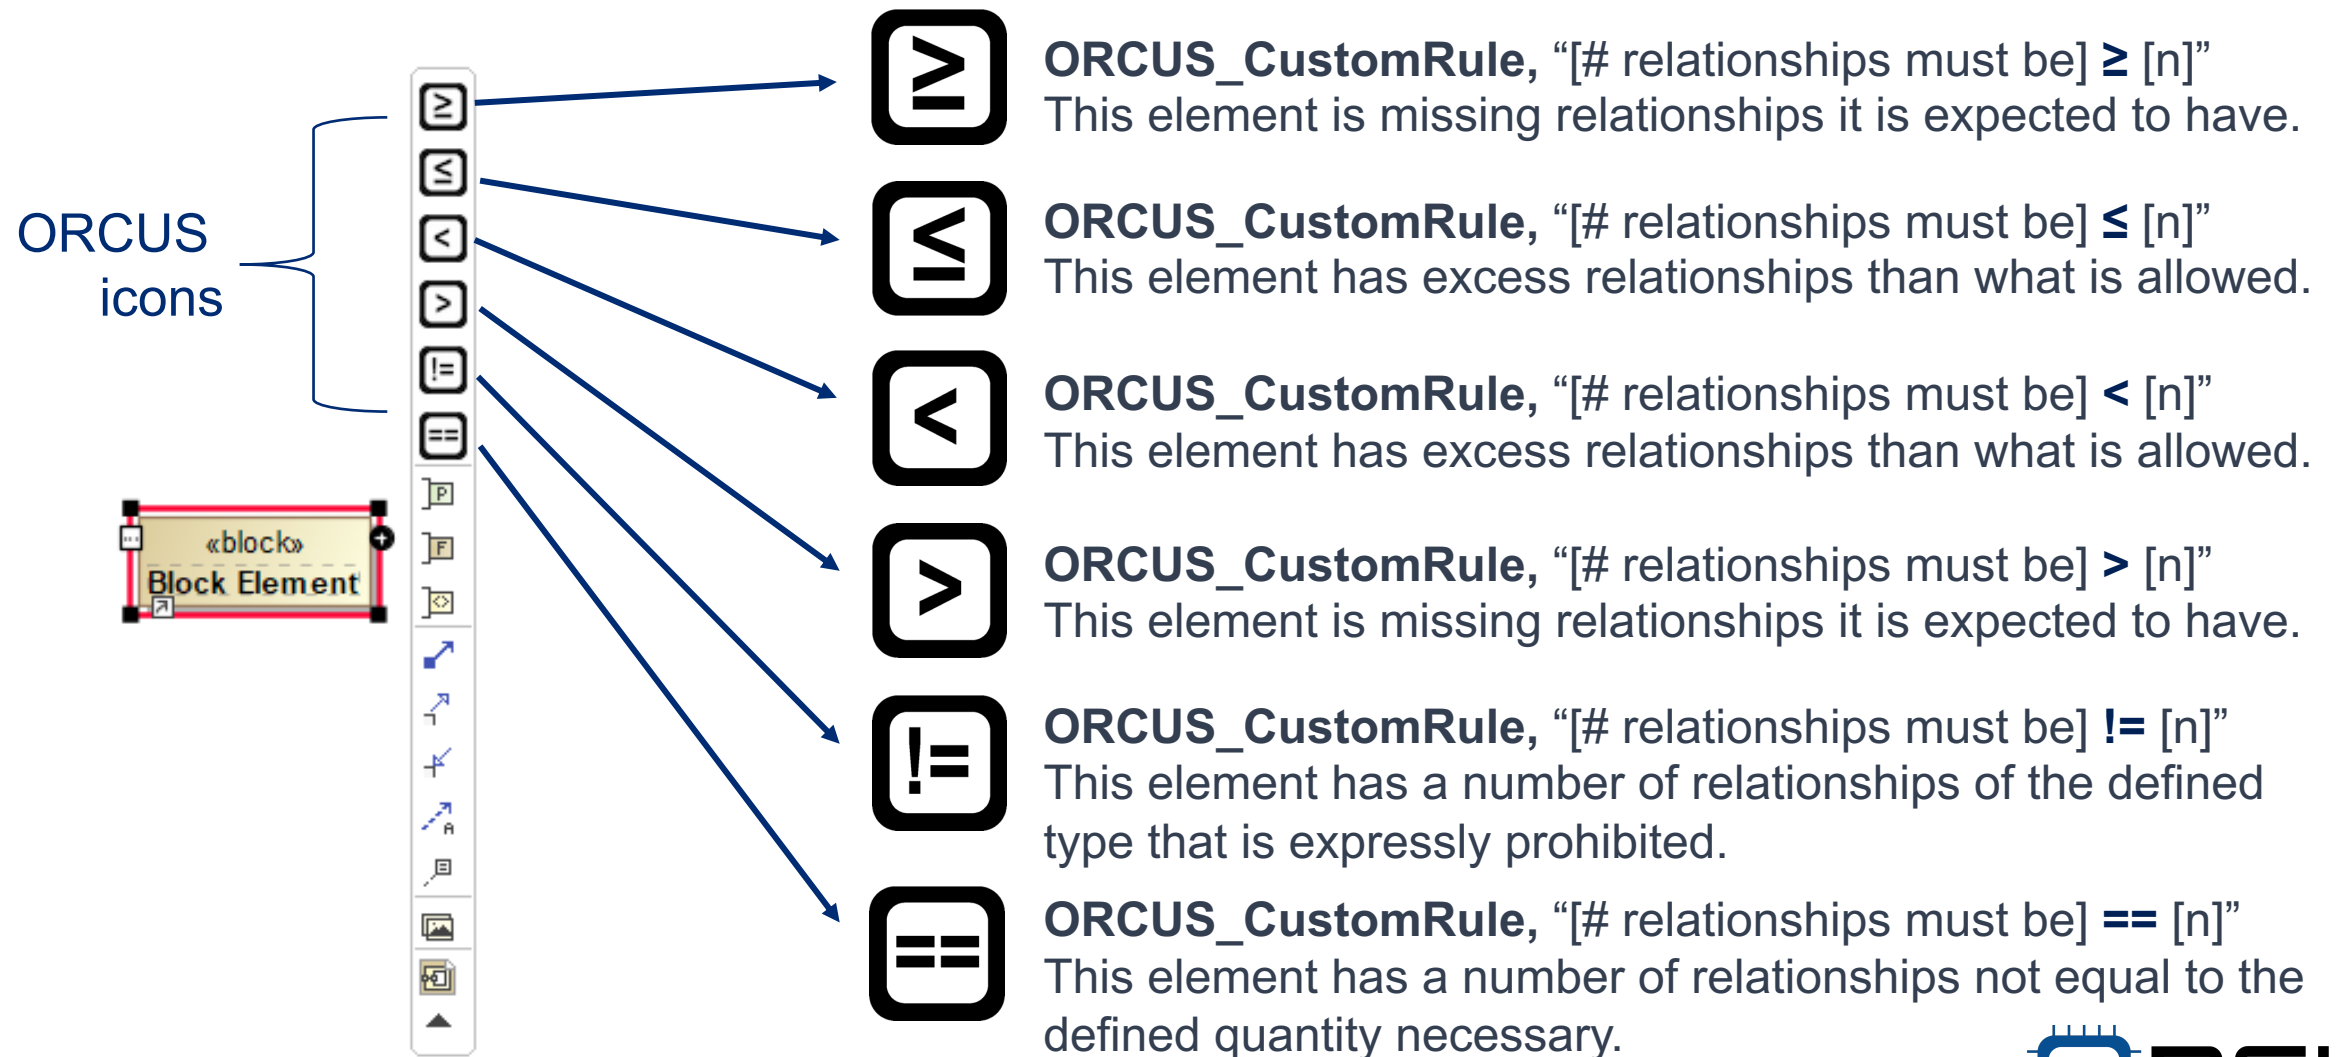 ORCUS
icons
≥
≤
<
>
!=
==
P
F
<>
A
«block»
Block Element
≥
ORCUS_CustomRule, “[# relationships must be] ≥ [n]”
This element is missing relationships it is expected to have.
≤
ORCUS_CustomRule, “[# relationships must be] ≤ [n]”
This element has excess relationships than what is allowed.
<
ORCUS_CustomRule, “[# relationships must be] < [n]”
This element has excess relationships than what is allowed.
>
ORCUS_CustomRule, “[# relationships must be] > [n]”
This element is missing relationships it is expected to have.
!=
ORCUS_CustomRule, “[# relationships must be] != [n]”
This element has a number of relationships of the defined
type that is expressly prohibited.
==
ORCUS_CustomRule, “[# relationships must be] == [n]”
This element has a number of relationships not equal to the
defined quantity necessary.